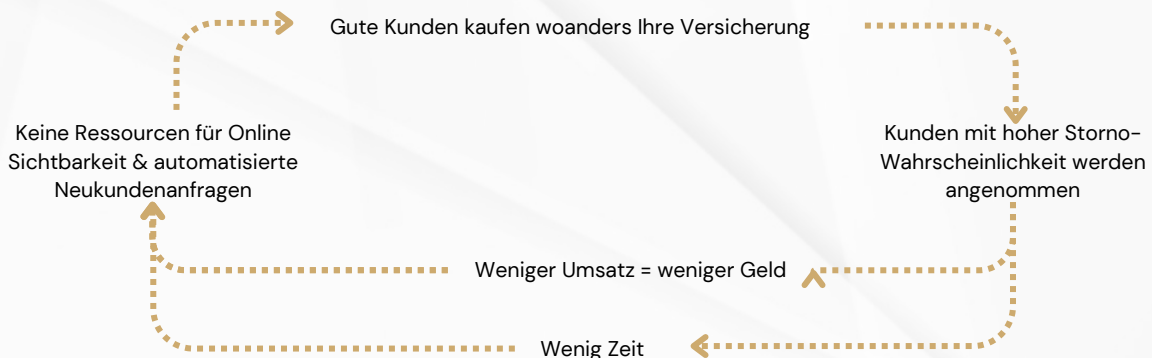 Gute Kunden kaufen woanders Ihre Versicherung
Keine Ressourcen für Online
Sichtbarkeit & automatisierte
Neukundenanfragen
Kunden mit hoher Storno-
Wahrscheinlichkeit werden
angenommen
Weniger Umsatz = weniger Geld
Wenig Zeit